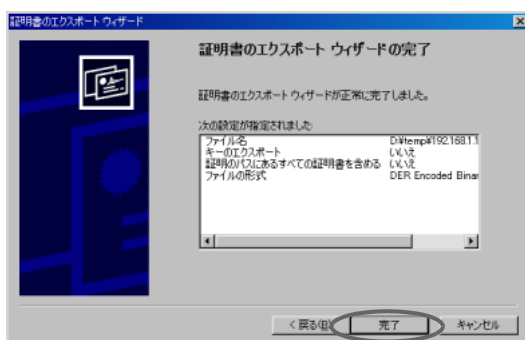 証明書のエクスポート ウィザード
証明書のエクスポート ウィザードの完了
証明書のエクスポート ウィザードが正常に完了しました。
次の設定が指定されました:
ファイル名 D:¥temp¥192.168.1.1
キーのエクスポート いいえ
証明のパスにあるすべての証明書を含める いいえ
ファイルの形式 DER Encoded Binar
< 戻る(B) 完了 キャンセル